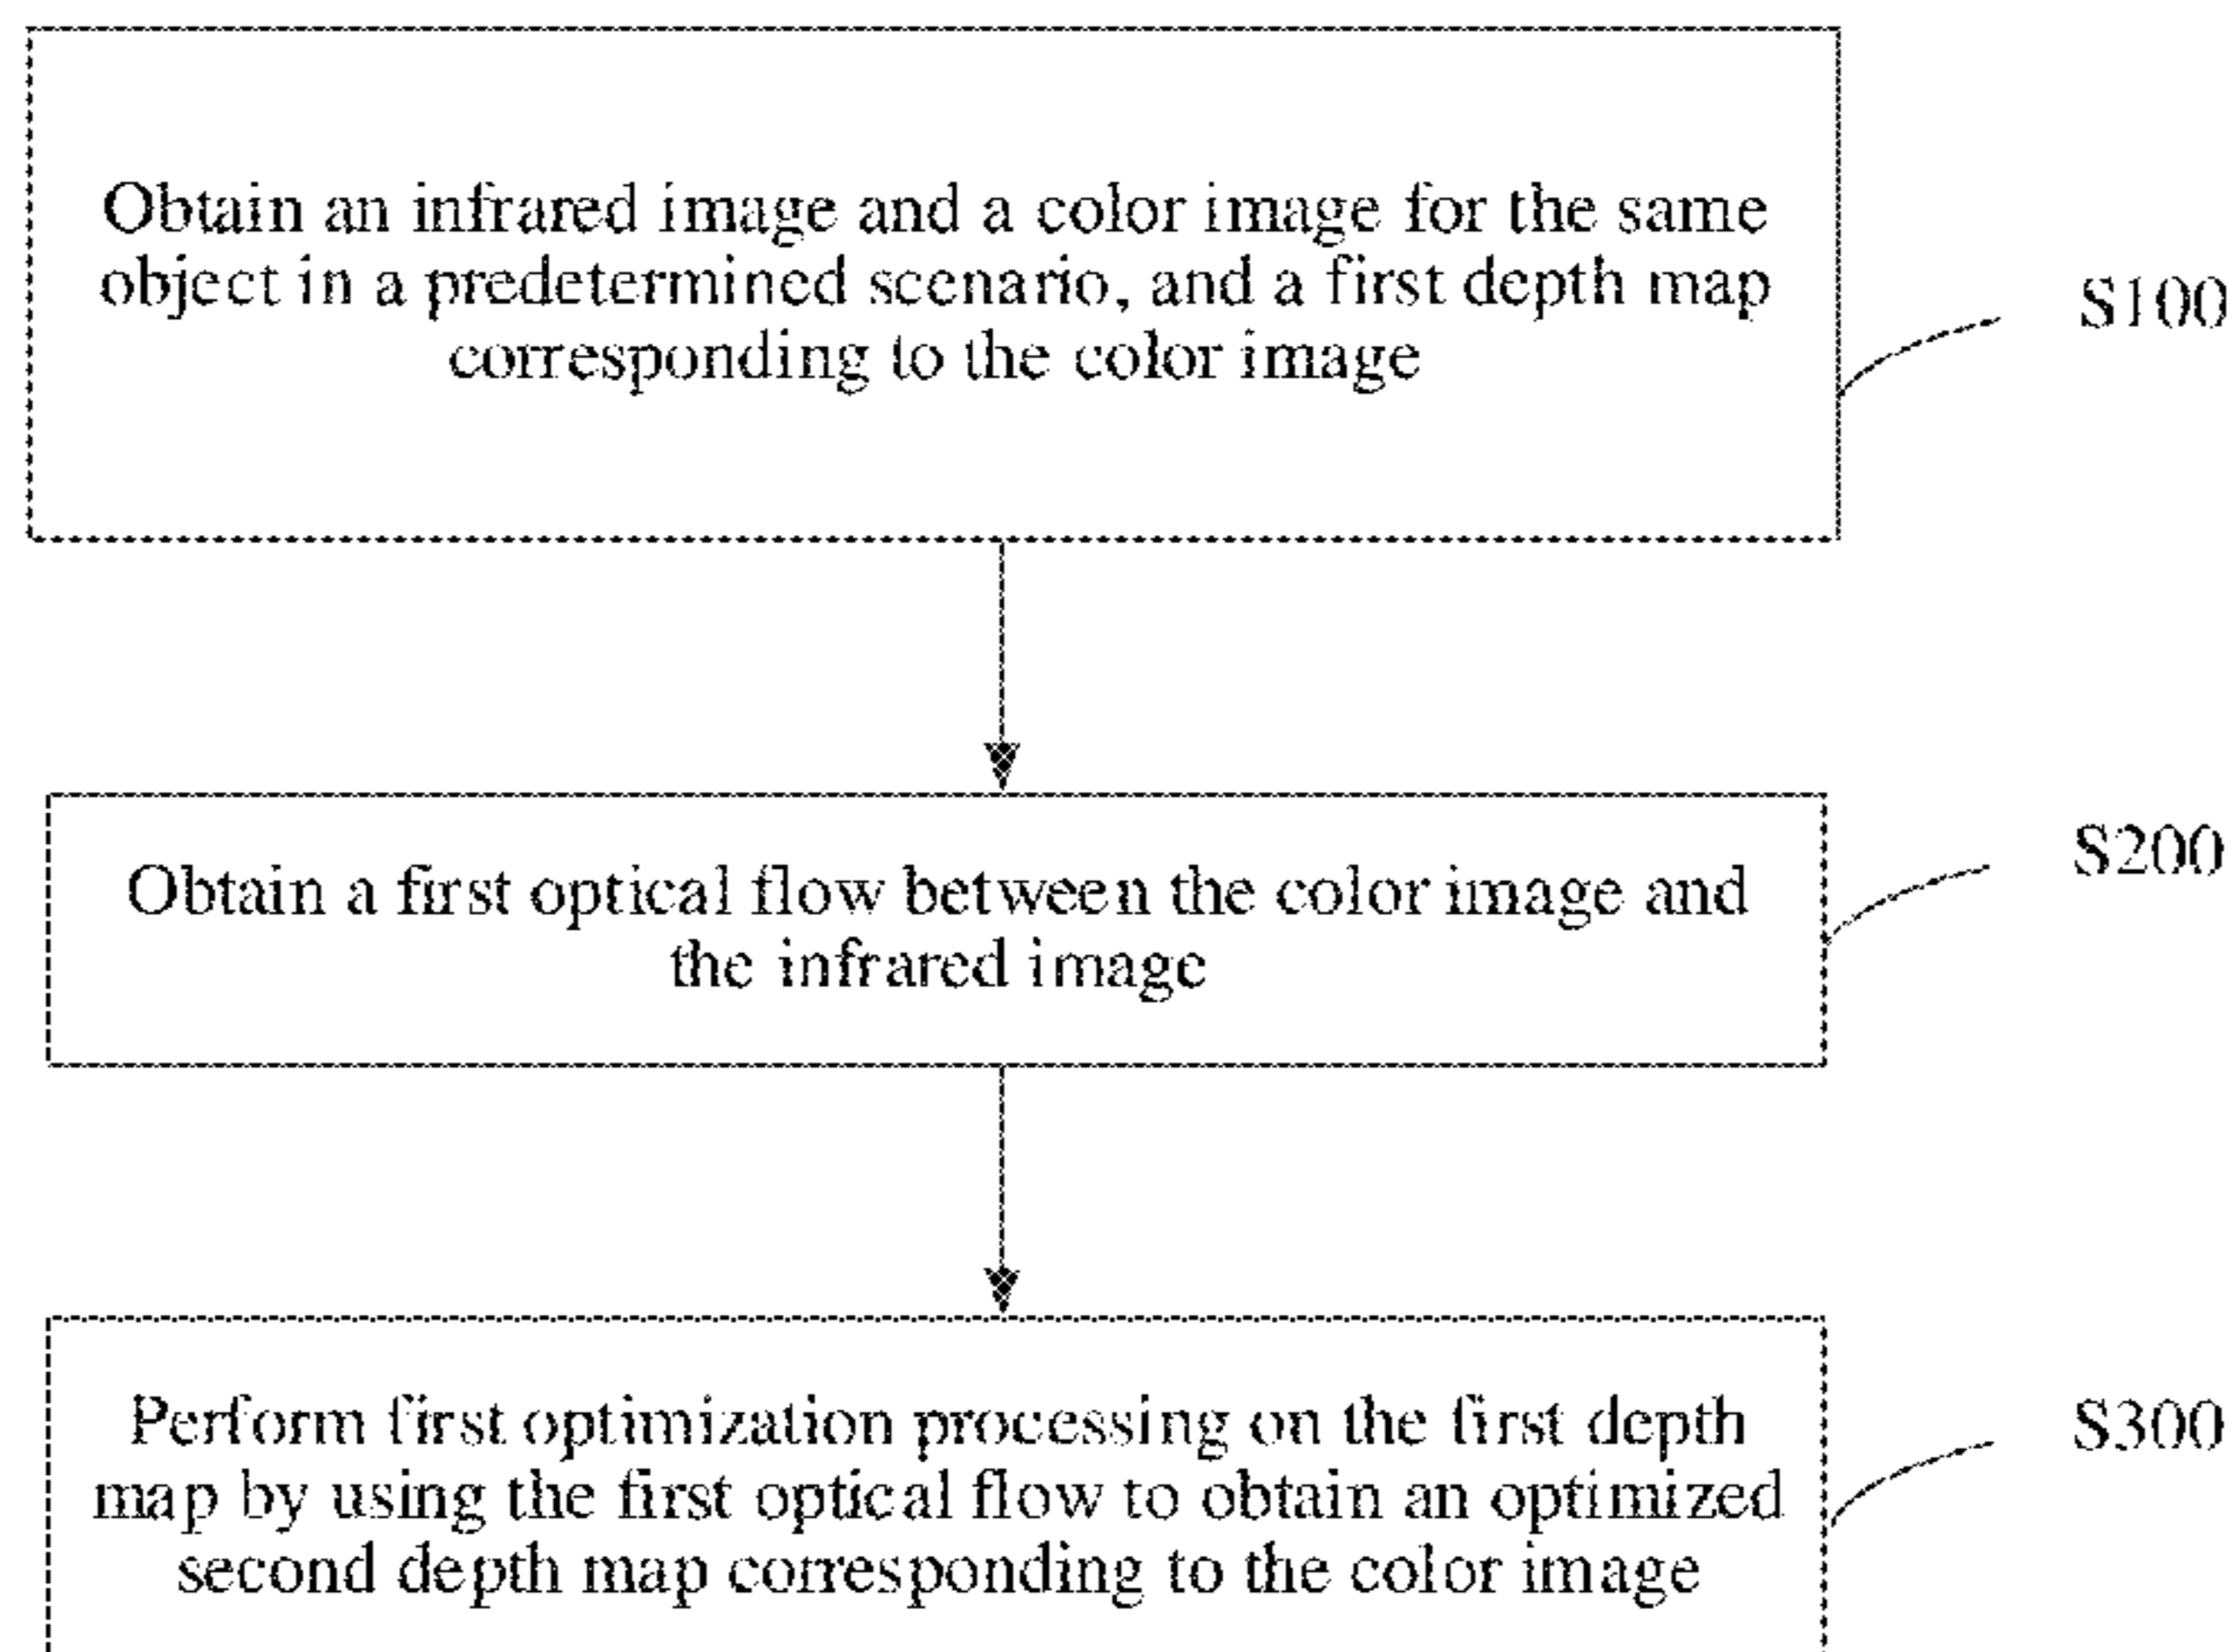 Obtain an infrared image and a color image for the same
object in a predetermined scenario, and a first depth map
corresponding to the color image
S100
Obtain a first optical flow between the color image and
the infrared image
S200
Perform first optimization processing on the first depth
map by using the first optical flow to obtain an optimized
second depth map corresponding to the color image
S300